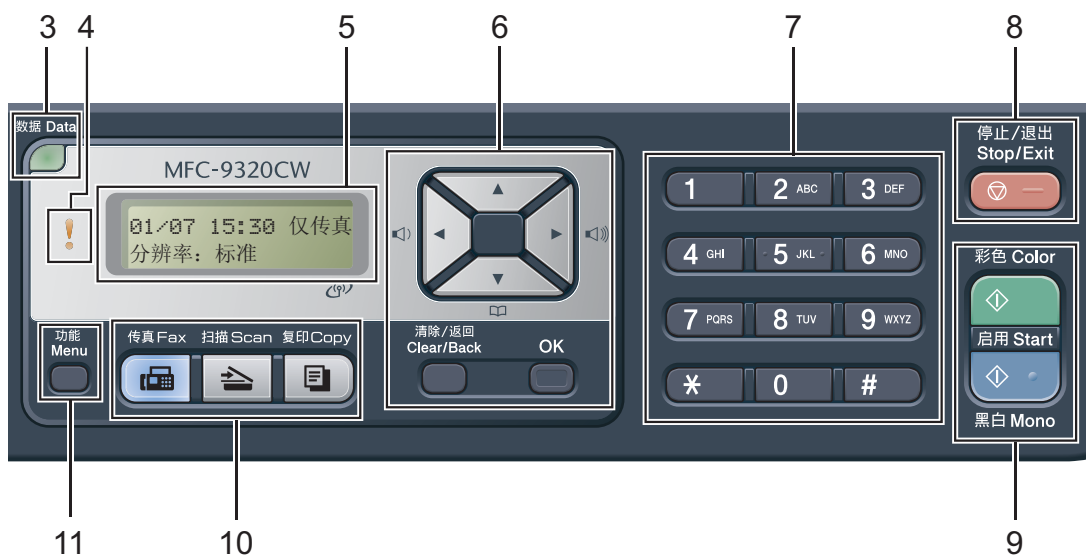 3 4 5 6 7 8
数据 Data
MFC-9320CW
01/07 15:30 仅传真
分辨率: 标准
功能
Menu
传真 Fax 扫描 Scan 复印 Copy
清除/返回
Clear/Back
OK
1 2 ABC 3 DEF
4 GHI 5 JKL 6 MNO
7 PQRS 8 TUV 9 WXYZ
* 0 #
停止/退出
Stop/Exit
彩色 Color
启用 Start
黑白 Mono
11 10 9